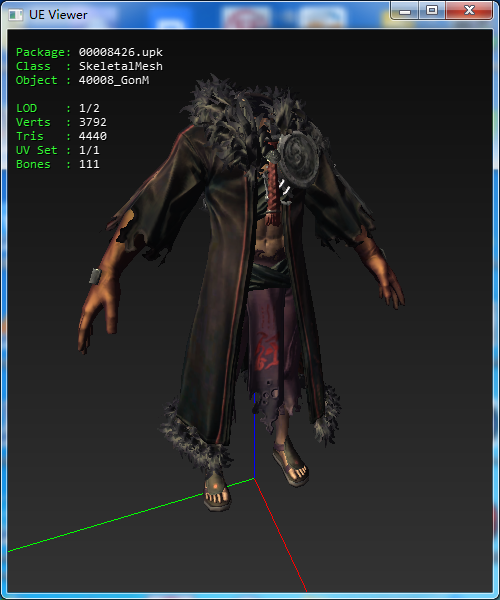 UE Viewer
Package: 00008426.upk
Class : SkeletalMesh
Object : 40008_GonM
LOD : 1/2
Verts : 3792
Tris : 4440
UV Set : 1/1
Bones : 111